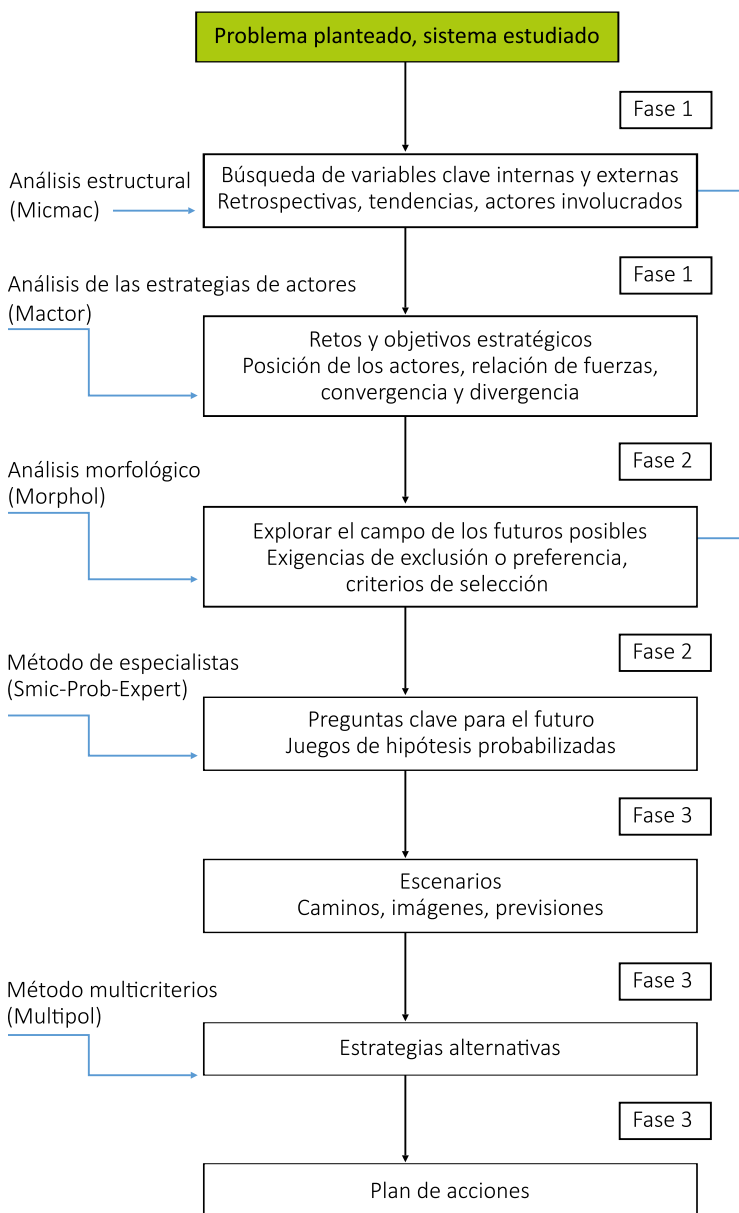 Problema planteado, sistema estudiado
Fase 1
Análisis estructural
(Micmac)
Búsqueda de variables clave internas y externas
Retrospectivas, tendencias, actores involucrados
Fase 1
Análisis de las estrategias de actores
(Mactor)
Retos y objetivos estratégicos
Posición de los actores, relación de fuerzas,
convergencia y divergencia
Fase 2
Análisis morfológico
(Morphol)
Explorar el campo de los futuros posibles
Exigencias de exclusión o preferencia,
criterios de selección
Fase 2
Método de especialistas
(Smic-Prob-Expert)
Preguntas clave para el futuro
Juegos de hipótesis probabilizadas
Fase 3
Escenarios
Caminos, imágenes, previsiones
Fase 3
Método multicriterios
(Multipol)
Estrategias alternativas
Fase 3
Plan de acciones